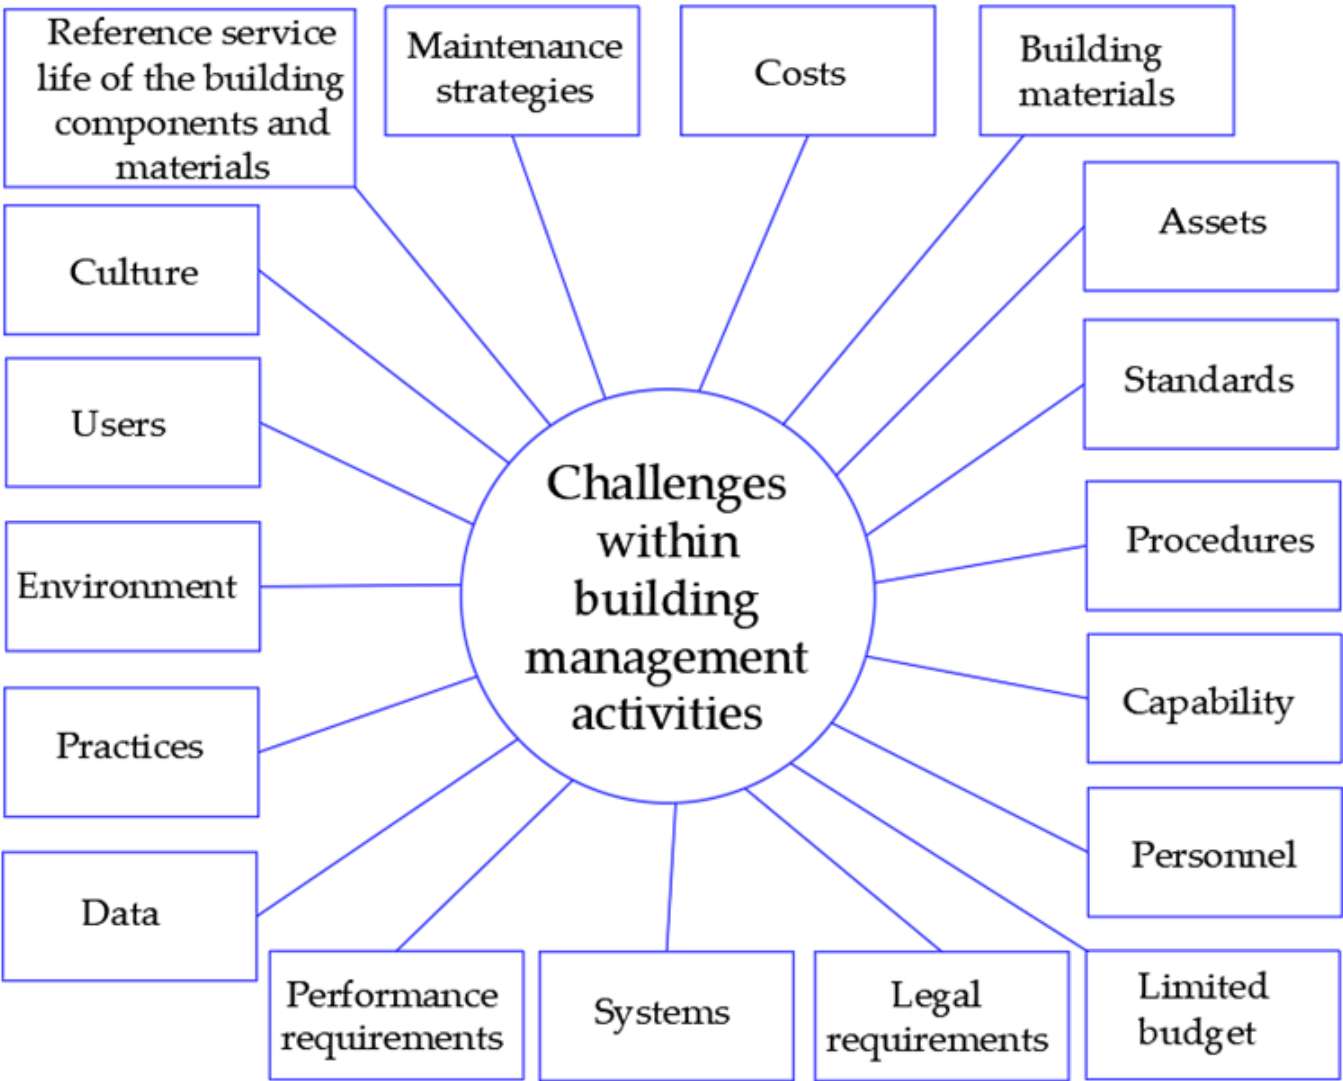 Reference service
life of the building
components and
materials
Maintenance
strategies
Costs
Building
materials
Assets
Culture
Standards
Users
Challenges
within
building
management
activities
Procedures
Environment
Capability
Practices
Personnel
Data
Performance
requirements
Systems
Legal
requirements
Limited
budget